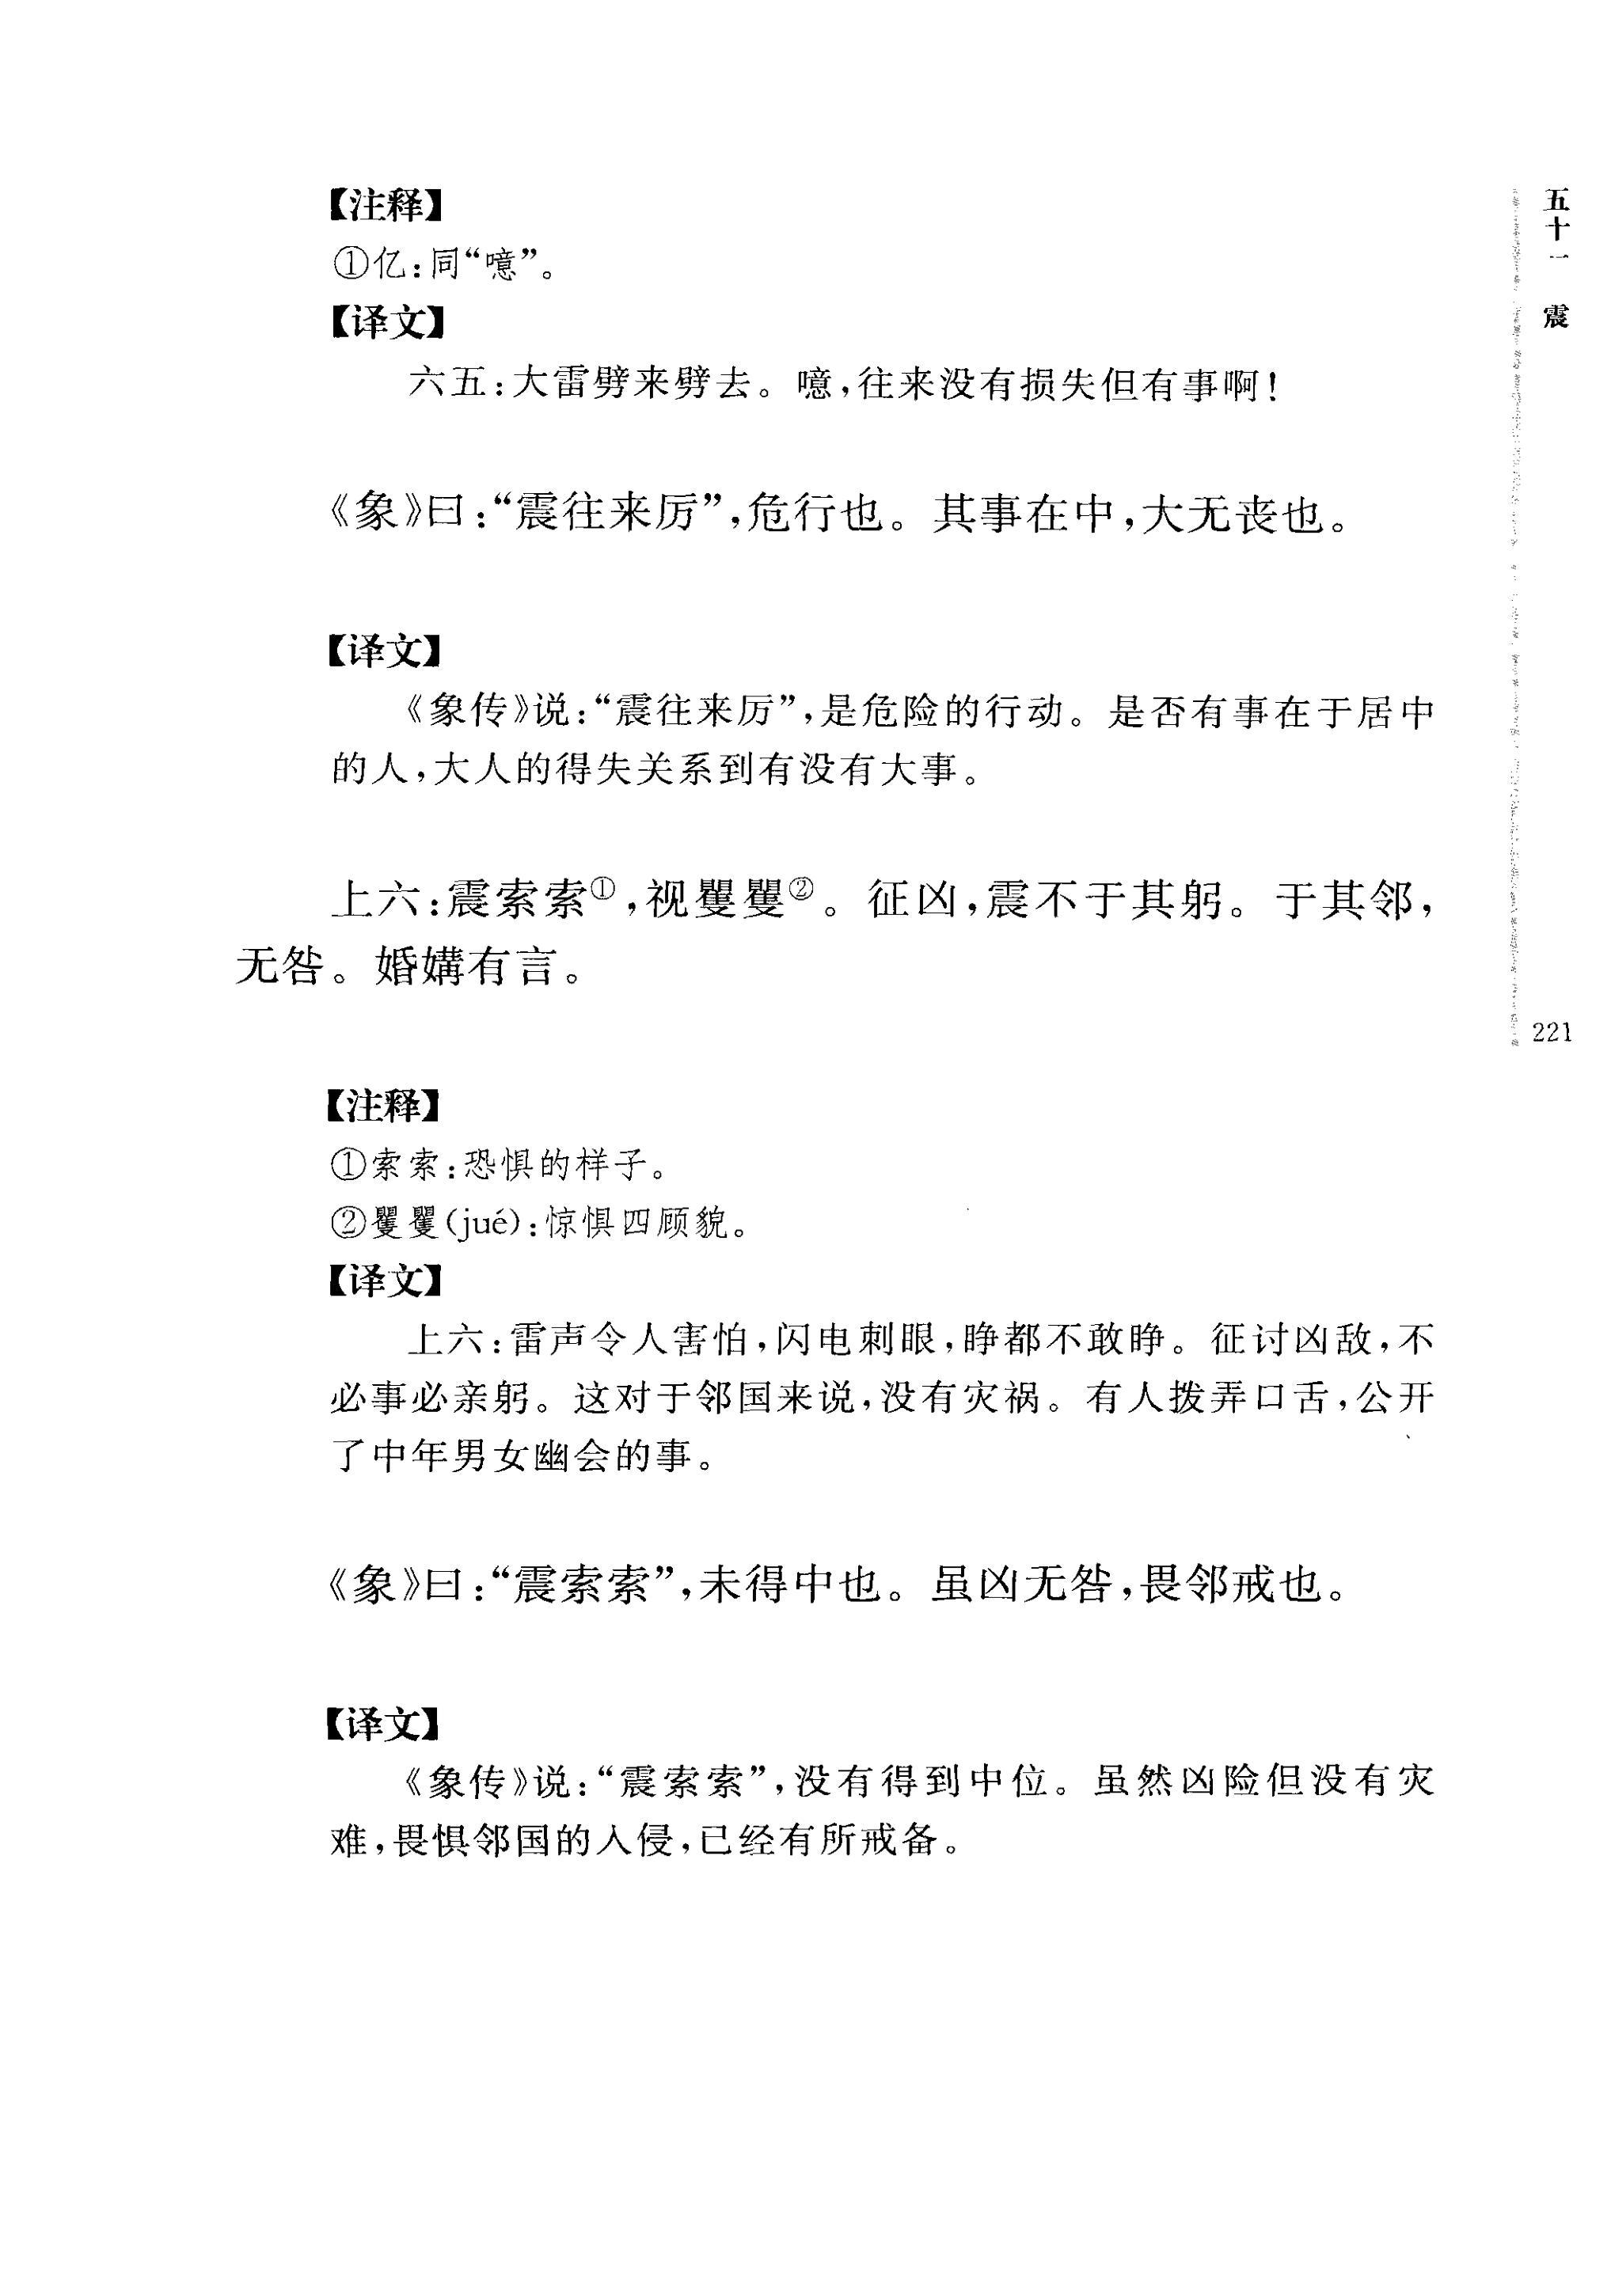 【注释】
①亿:同“噫”。
【译文】
六五:大雷劈来劈去。噫,往来没有损失但有事啊!
《象》曰:“震往来厉”,危行也。其事在中,大无丧也。
【译文】
《象传》说:“震往来厉”,是危险的行动。是否有事在于居中
的人,大人的得失关系到有没有大事。
上六:震索索①,视矍矍②。征凶,震不于其躬。于其邻,
无咎。婚媾有言。
【注释】
①索索:恐惧的样子。
②矍矍(jué):惊惧四顾貌。
【译文】
上六:雷声令人害怕,闪电刺眼,睁都不敢睁。征讨凶敌,不
必事必亲躬。这对于邻国来说,没有灾祸。有人拨弄口舌,公开
了中年男女幽会的事。
《象》曰:“震索索”,未得中也。虽凶无咎,畏邻戒也。
【译文】
《象传》说:“震索索”,没有得到中位。虽然凶险但没有灾
难,畏惧邻国的人侵,已经有所戒备。
五十一 震
221